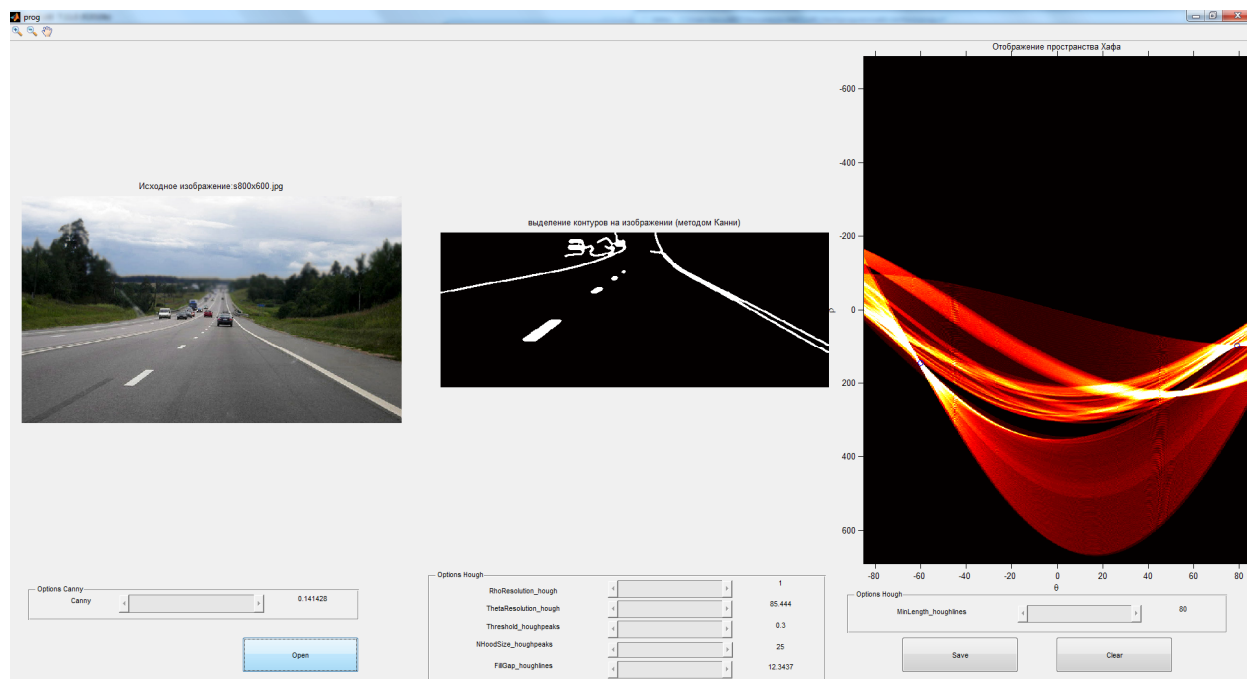 prog
Исходное изображение:s800x600.jpg
выделение контуров на изображении (методом Канни)
Отображение пространства Хафа
-80 -60 -40 -20 0 20 40 60 80
-600
-400
-200
0
200
400
600
ρ
θ
Options Canny
Canny 0.141428
Open
Options Hough
RhoResolution_hough 1
ThetaResolution_hough 85.444
Threshold_houghpeaks 0.3
NHoodSize_houghpeaks 25
FillGap_houghlines 12.3437
Options Hough
MinLength_houghlines 80
Save Clear